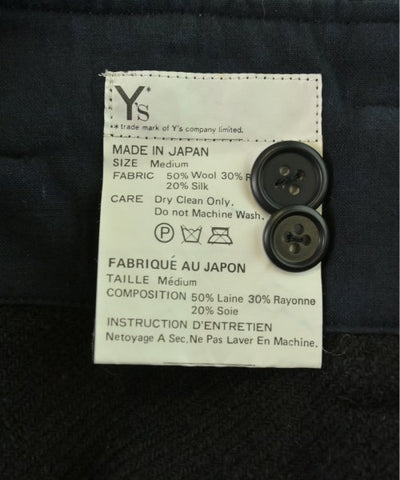 Y's
** trade mark of Y's company limited.
MADE IN JAPAN
SIZE Medium
FABRIC 50% Wool 30%
20% Silk
CARE Dry Clean Only.
Do not Machine Wash.
P
FABRIQUÉ AU JAPON
TAILLE Médium
COMPOSITION 50% Laine 30% Rayonne
20% Soie
INSTRUCTION D'ENTRETIEN
Nettoyage A Sec. Ne Pas Laver En Machine.